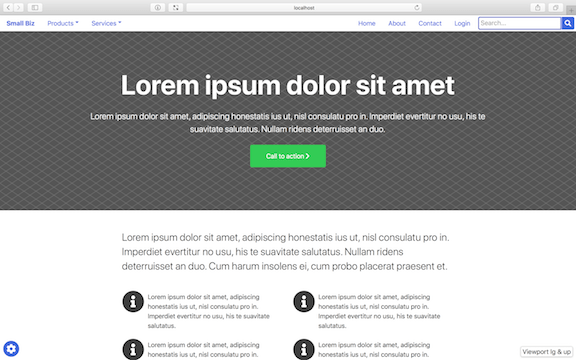 localhost
Small Biz Products Services Home About Contact Login Search...
Lorem ipsum dolor sit amet
Lorem ipsum dolor sit amet, adipiscing honestatis ius ut, nisl consulatu pro in. Imperdiet evertitur no usu, his te
suavitate salutatus. Nullam ridens deterruisset an duo.
Call to action
Lorem ipsum dolor sit amet, adipiscing honestatis ius ut, nisl consulatu pro in.
Imperdiet evertitur no usu, his te suavitate salutatus. Nullam ridens
deterruisset an duo. Cum harum insolens ei, cum probo placerat praesent et.
Lorem ipsum dolor sit amet, adipiscing
honestatis ius ut, nisl consulatu pro in.
Imperdiet evertitur no usu, his te suavitate
salutatus.
Lorem ipsum dolor sit amet, adipiscing
honestatis ius ut, nisl consulatu pro in.
Imperdiet evertitur no usu, his te suavitate
salutatus.
Lorem ipsum dolor sit amet, adipiscing
honestatis ius ut, nisl consulatu pro in.
Lorem ipsum dolor sit amet, adipiscing
honestatis ius ut, nisl consulatu pro in.
Viewport lg & up